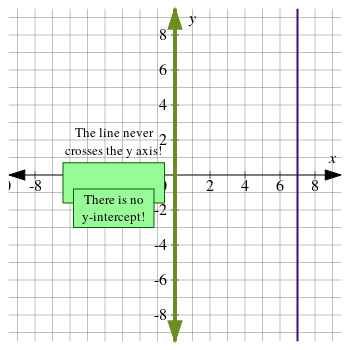 y
8
6
4
The line never
2
crosses the y axis!
x
-8
2
4
6
8
There is no
-2
y-intercept!
-4
-6
-8